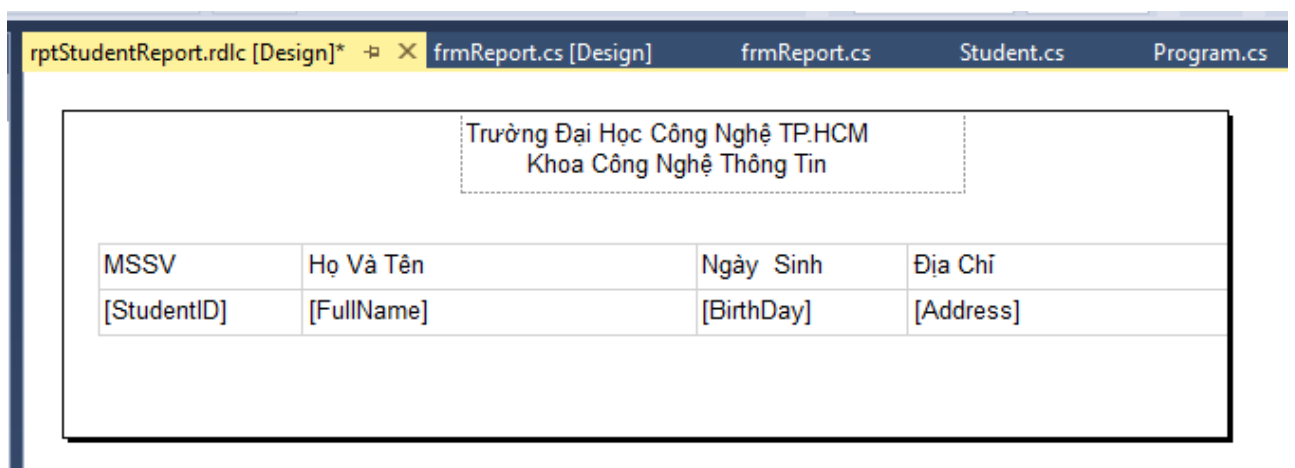 rptStudentReport.rdlc [Design]* frmReport.cs [Design] frmReport.cs Student.cs Program.cs
Trường Đại Học Công Nghệ TP.HCM
Khoa Công Nghệ Thông Tin
MSSV Họ Và Tên Ngày Sinh Địa Chỉ
[StudentID] [FullName] [BirthDay] [Address]